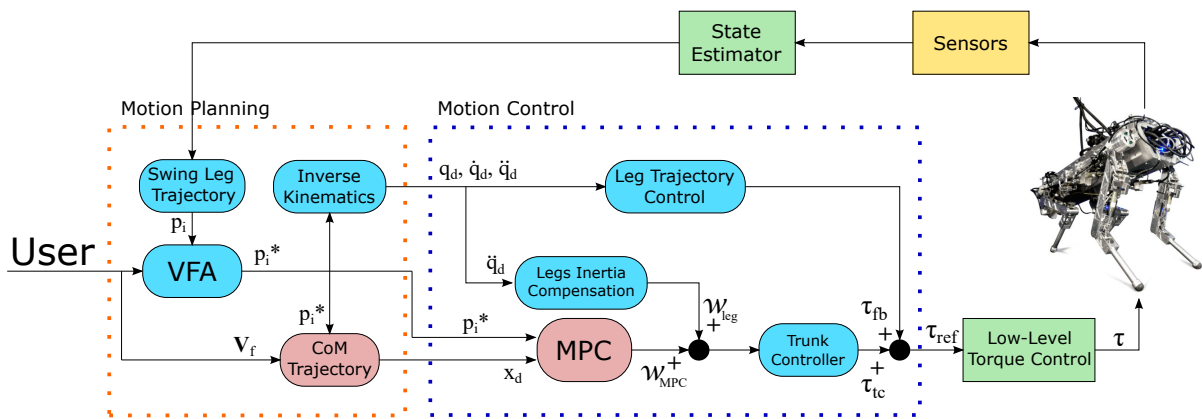 State
Estimator
Sensors
Motion Planning
Motion Control
Swing Leg
Trajectory
Inverse
Kinematics
q_d, q̇_d, q̈_d
Leg Trajectory
Control
p_i
User
VFA
p_i*
q̈_d
Legs Inertia
Compensation
𝒲_leg
+
p_i*
p_i*
V_f
CoM
Trajectory
x_d
MPC
𝒲_MPC
+
Trunk
Controller
τ_fb
+
+
τ_tc
τ_ref
Low-Level
Torque Control
τ